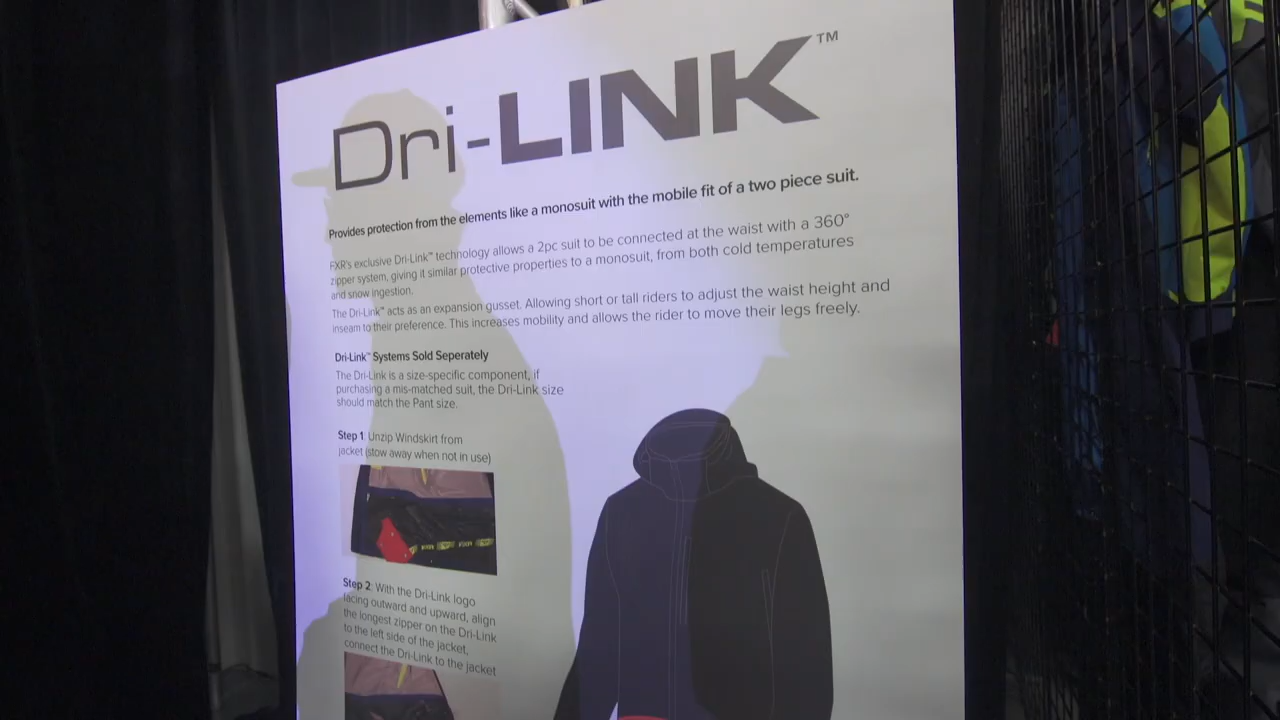 Dri-LINK™
Provides protection from the elements like a monosuit with the mobile fit of a two piece suit.
FXR's exclusive Dri-Link™ technology allows a 2pc suit to be connected at the waist with a 360°
zipper system, giving it similar protective properties to a monosuit, from both cold temperatures
and snow ingestion.
The Dri-Link™ acts as an expansion gusset. Allowing short or tall riders to adjust the waist height and
inseam to their preference. This increases mobility and allows the rider to move their legs freely.
Dri-Link™ Systems Sold Seperately
The Dri-Link is a size-specific component, if
purchasing a mis-matched suit, the Dri-Link size
should match the Pant size.
Step 1: Unzip Windskirt from
jacket (stow away when not in use)
FXR FXR
Step 2: With the Dri-Link logo
facing outward and upward, align
the longest zipper on the Dri-Link
to the left side of the jacket,
connect the Dri-Link to the jacket